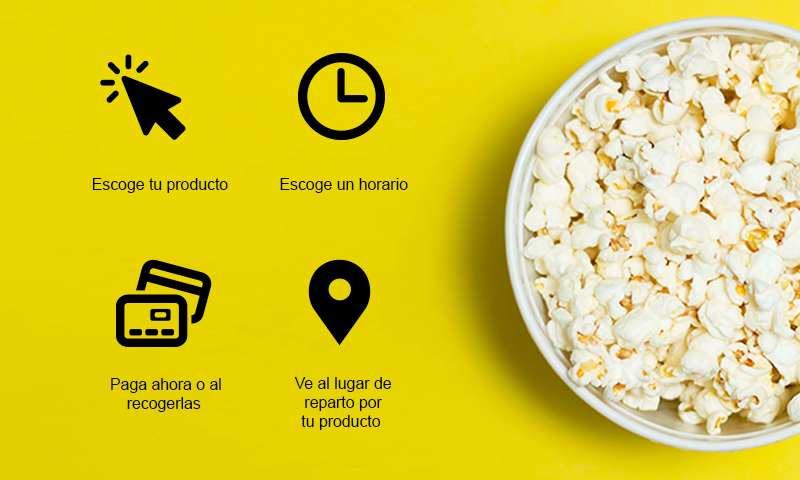 Escoge tu producto
Escoge un horario
Paga ahora o al
recogerlas
Ve al lugar de
reparto por
tu producto